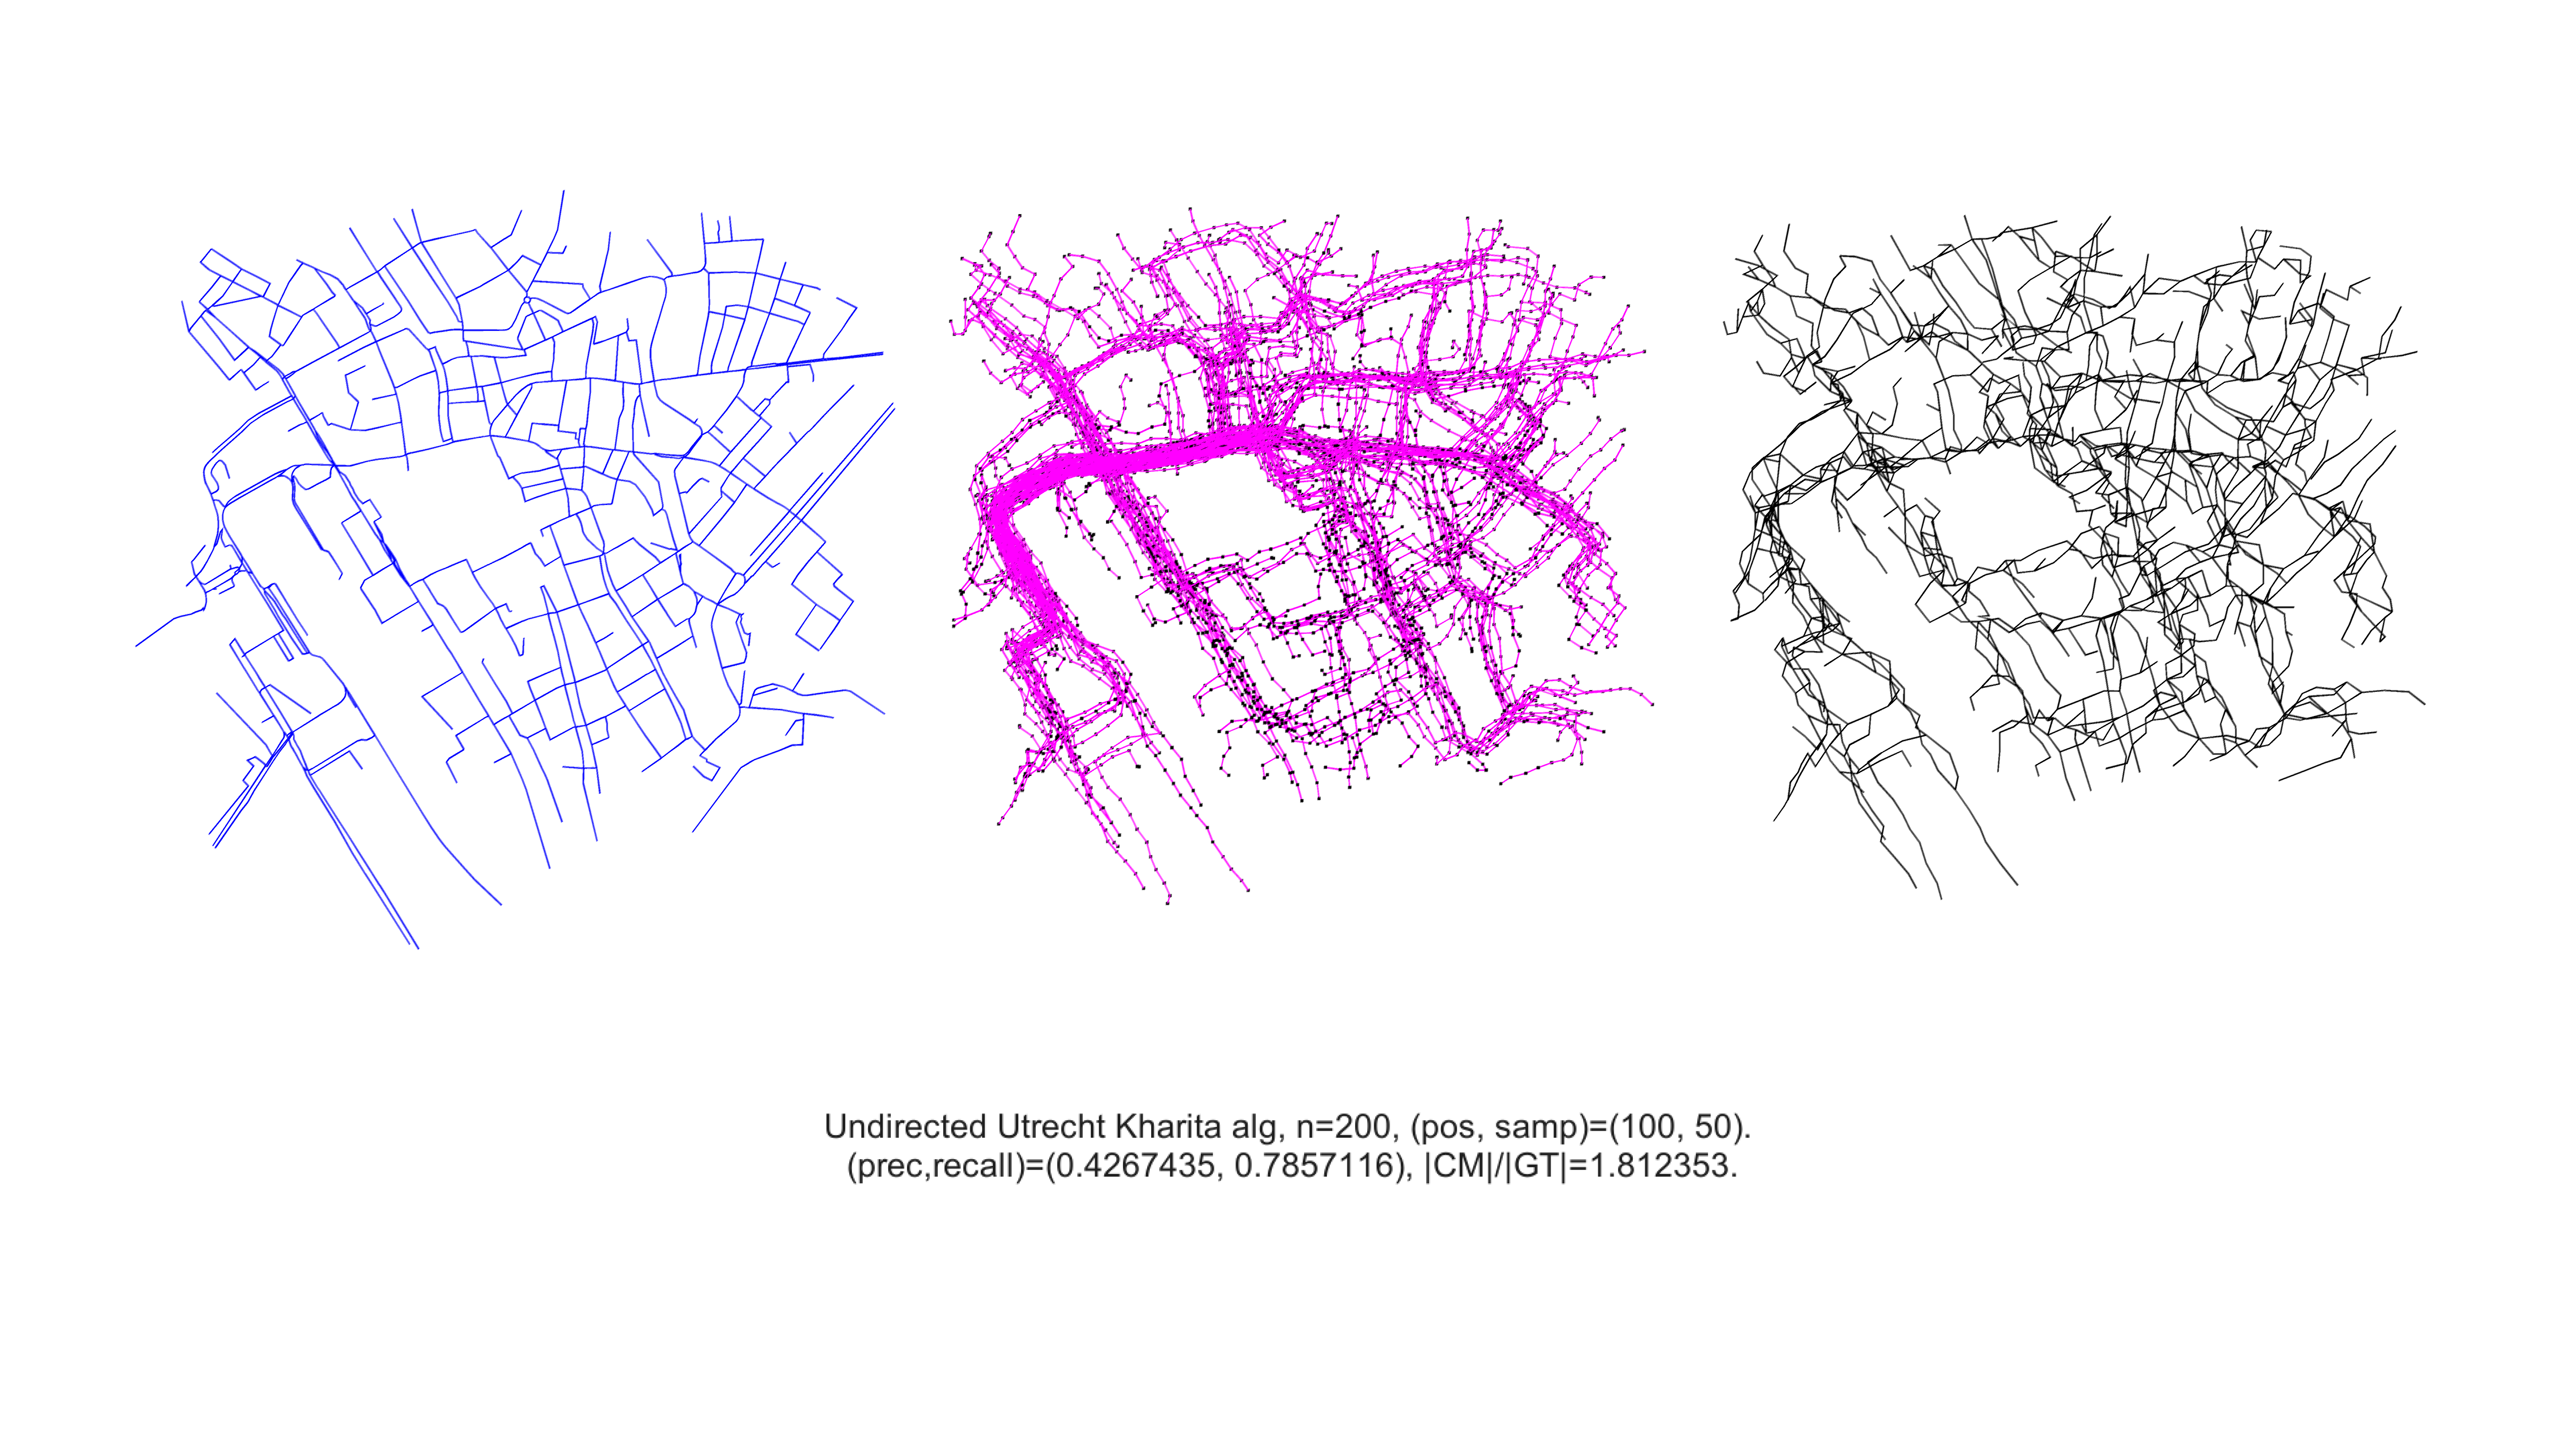 Undirected Utrecht Kharita alg, n=200, (pos, samp)=(100, 50).
(prec,recall)=(0.4267435, 0.7857116), |CM|/|GT|=1.812353.